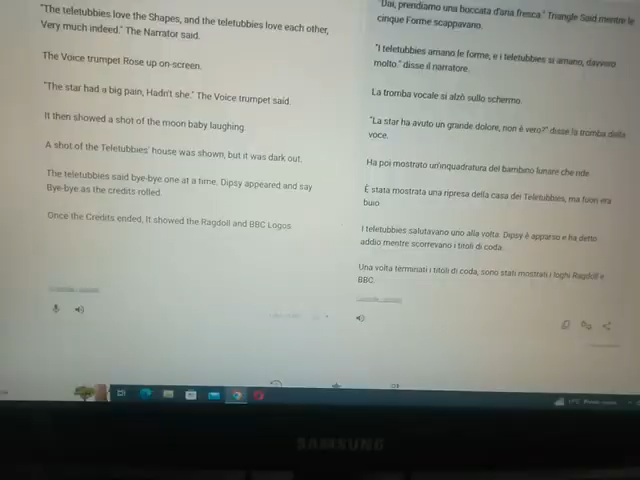 "The teletubbies love the Shapes, and the teletubbies love each other,
Very much indeed." The Narrator said.
The Voice trumpet Rose up on-screen.
"The star had a big pain, Hadn't she." The Voice trumpet said.
It then showed a shot of the moon baby laughing.
A shot of the Teletubbies' house was shown, but it was dark out.
The teletubbies said bye-bye one at a time. Dipsy appeared and say
Bye-bye as the credits rolled.
Once the Credits ended, It showed the Ragdoll and BBC Logos
"Dai, prendiamo una boccata d'aria fresca." Triangle Said mentre le
cinque Forme scappavano.
"I teletubbies amano le forme, e i teletubbies si amano, davvero
molto." disse il narratore.
La tromba vocale si alzò sullo schermo.
"La star ha avuto un grande dolore, non è vero?" disse la tromba della
voce.
Ha poi mostrato un'inquadratura del bambino lunare che ride.
È stata mostrata una ripresa della casa dei Teletubbies, ma fuori era
buio.
I teletubbies salutavano uno alla volta. Dipsy è apparso e ha detto
addio mentre scorrevano i titoli di coda.
Una volta terminati i titoli di coda, sono stati mostrati i loghi Ragdoll e
BBC.
SAMSUNG